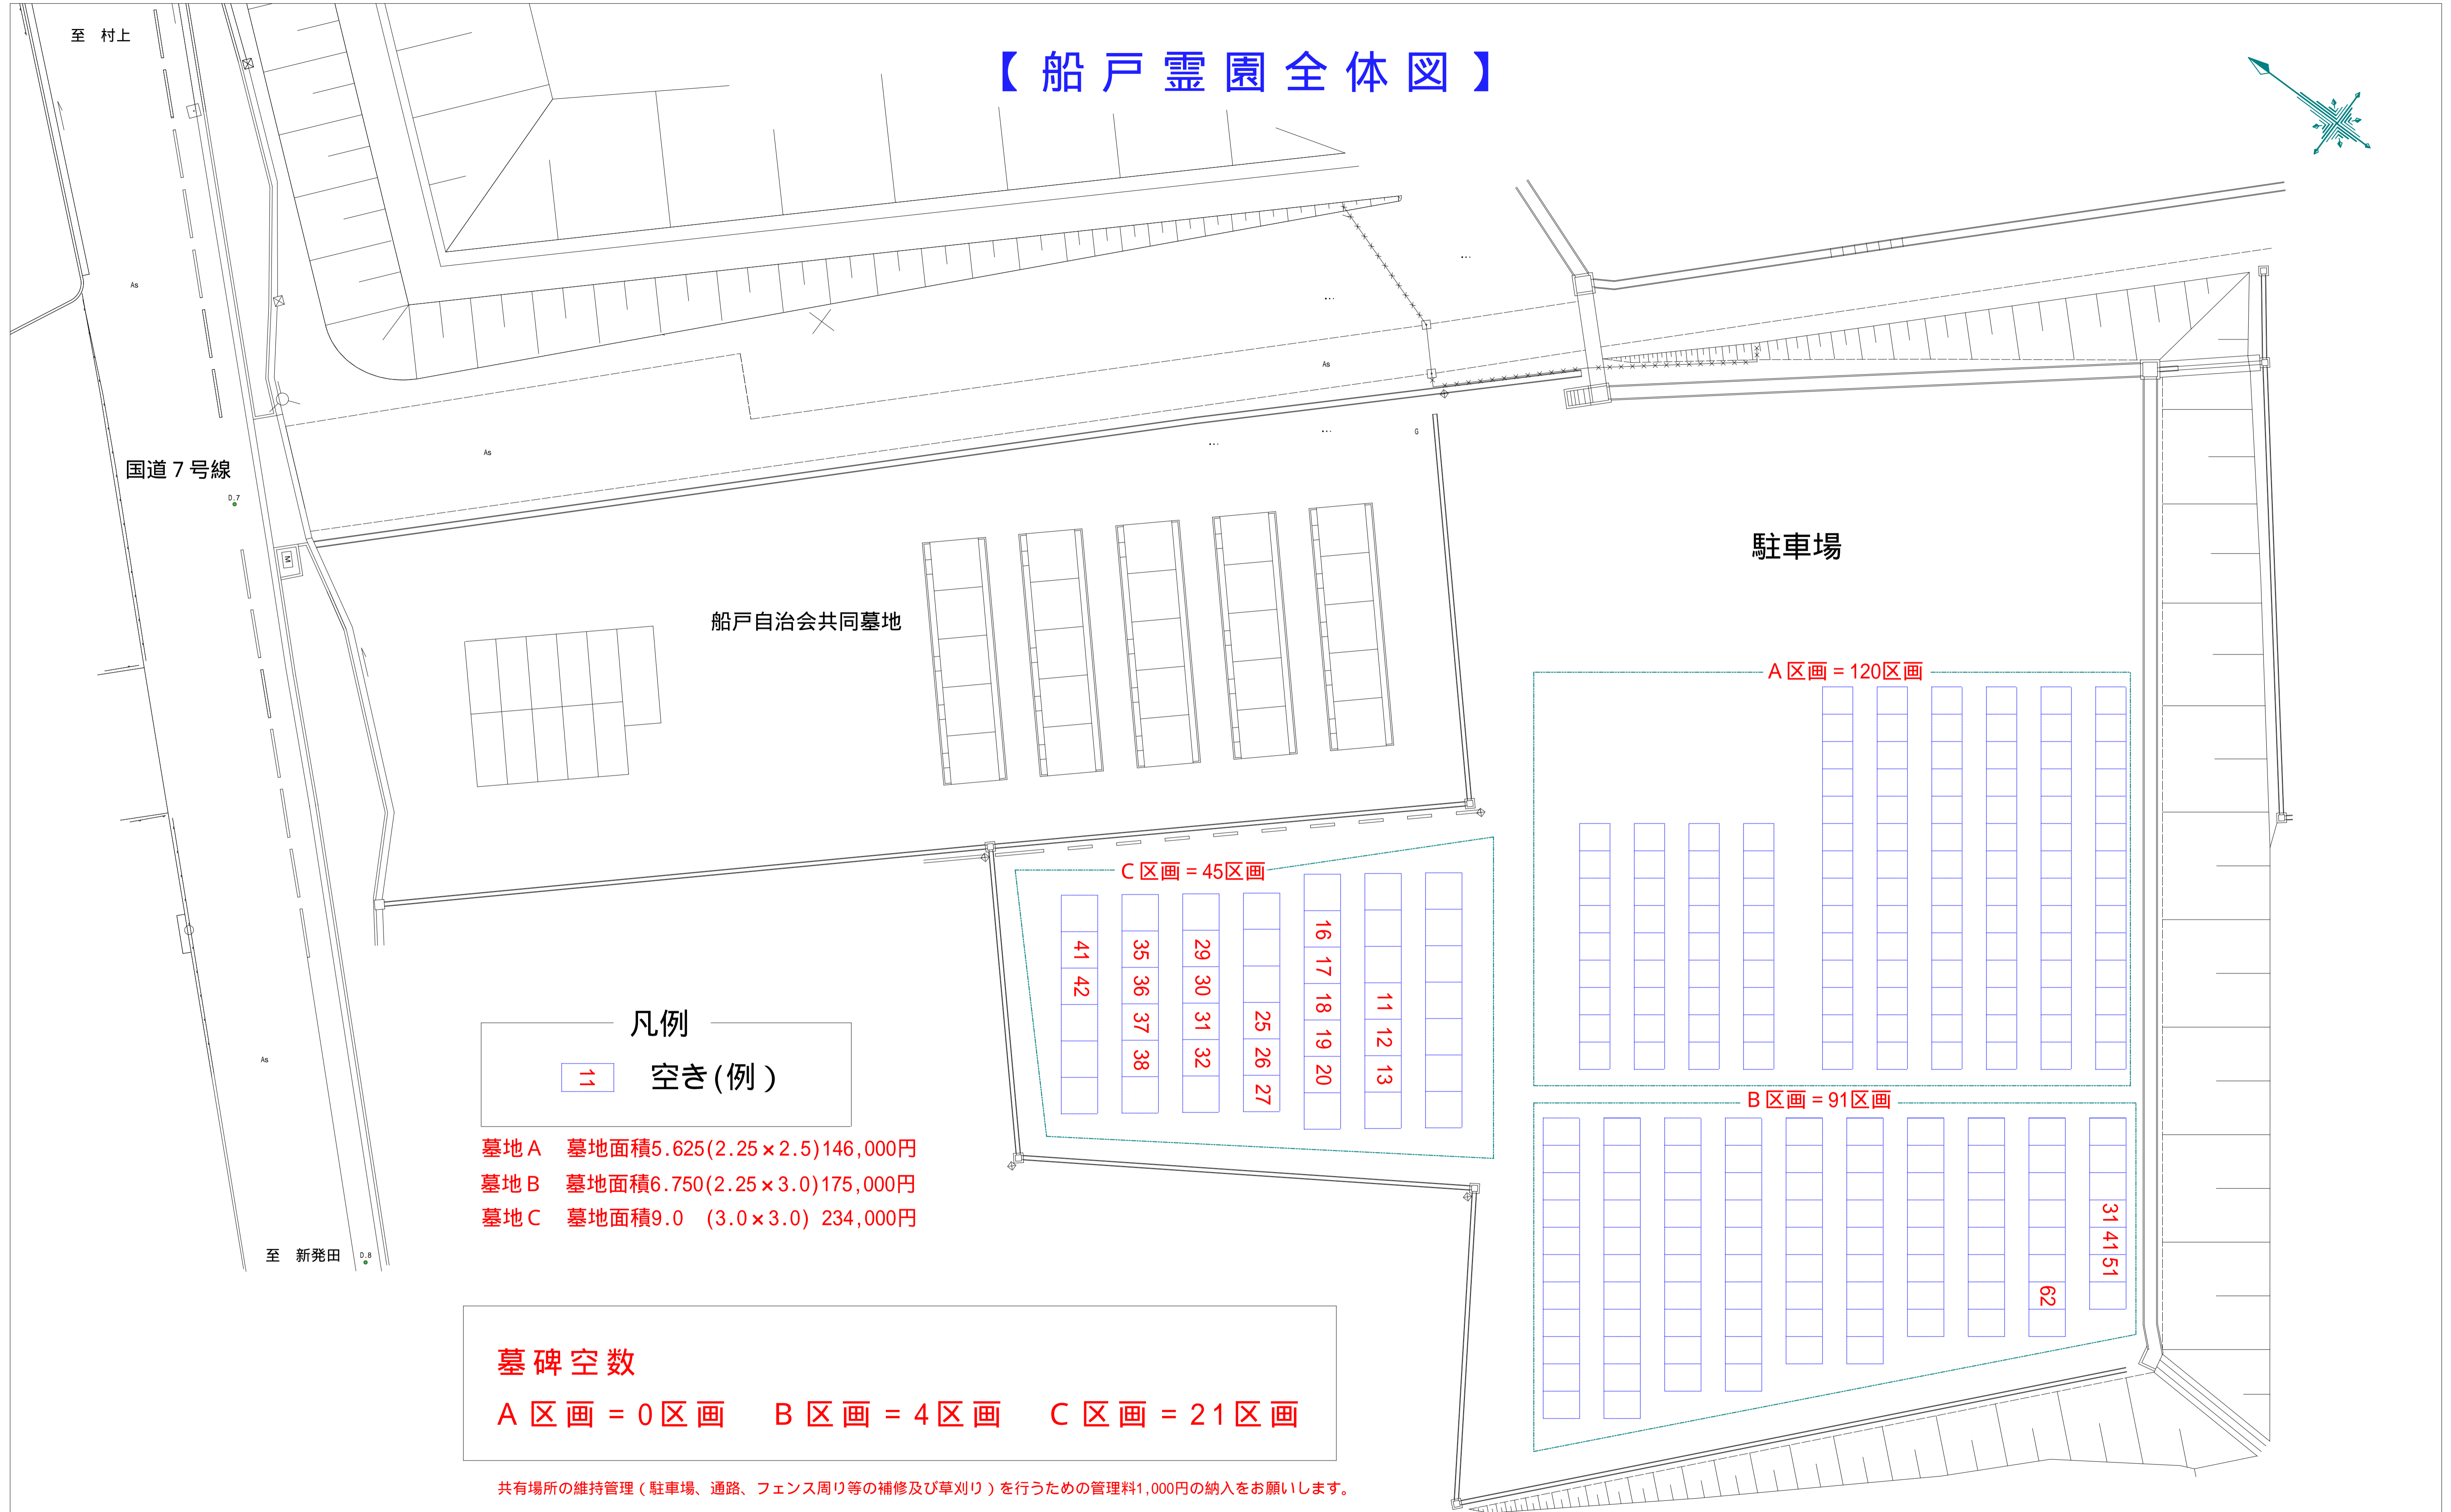 【船戸霊園全体図】
至　村上
As
As
国道７号線
D.7
As
G
M
駐車場
船戸自治会共同墓地
Ａ区画＝120区画
Ｃ区画＝45区画
41
42
35
36
37
38
29
30
31
32
25
26
27
16
17
18
19
20
11
12
13
凡例
11　空き(例）
Ｂ区画＝91区画
31
41
51
62
墓地Ａ　墓地面積5.625(2.25×2.5)146,000円
墓地Ｂ　墓地面積6.750(2.25×3.0)175,000円
墓地Ｃ　墓地面積9.0　(3.0×3.0) 234,000円
As
至　新発田
D.8
墓碑空数
Ａ区画＝0区画　Ｂ区画＝4区画　Ｃ区画＝21区画
共有場所の維持管理（駐車場、通路、フェンス周り等の補修及び草刈り）を行うための管理料1,000円の納入をお願いします。